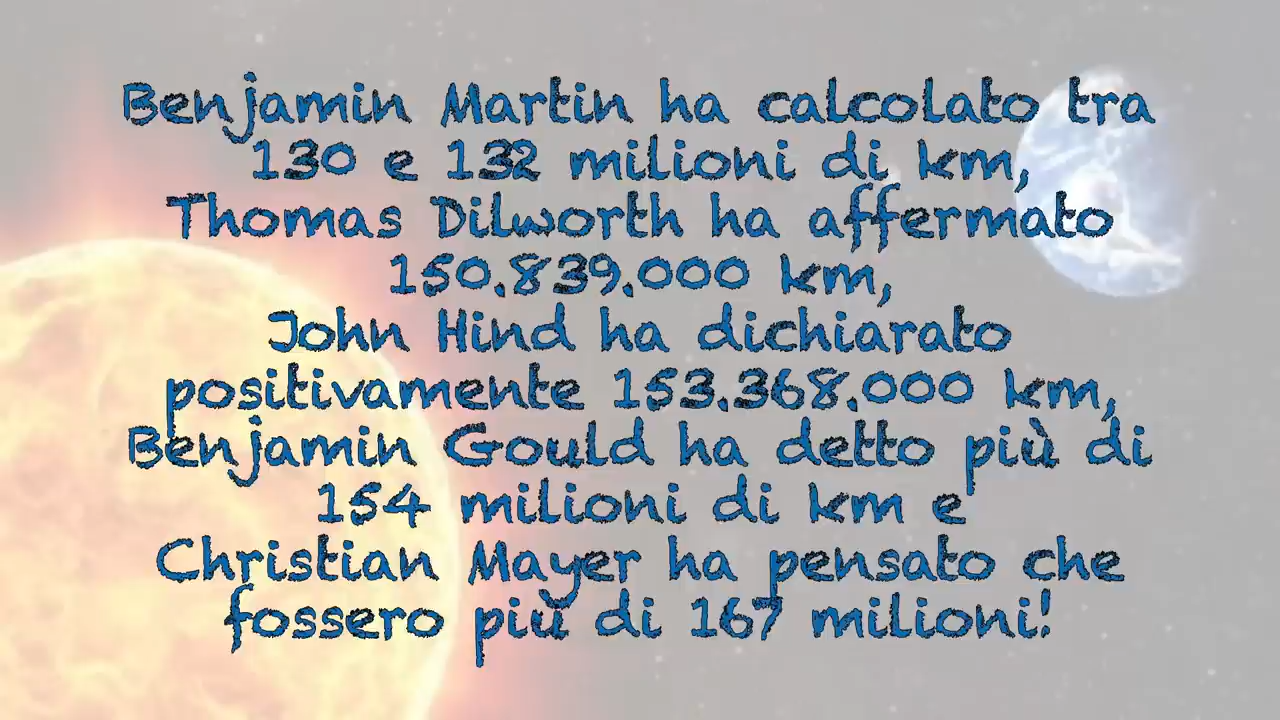 Benjamin Martin ha calcolato tra
130 e 132 milioni di km,
Thomas Dilworth ha affermato
150.839.000 km,
John Hind ha dichiarato
positivamente 153.368.000 km,
Benjamin Gould ha detto più di
154 milioni di km e
Christian Mayer ha pensato che
fossero più di 167 milioni!